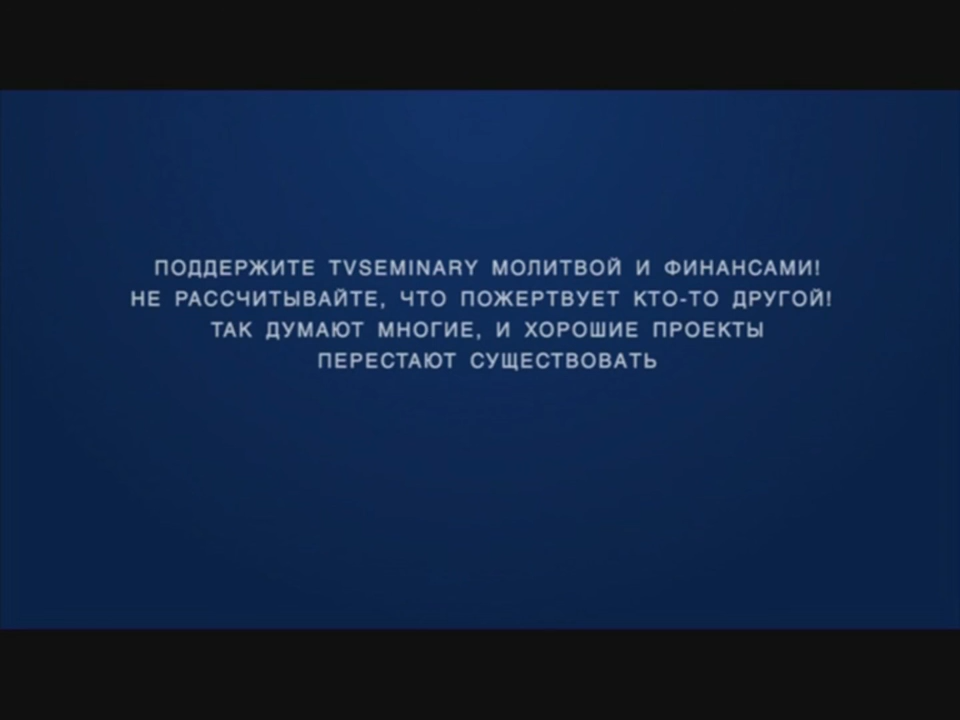 ПОДДЕРЖИТЕ TVSEMINARY МОЛИТВОЙ И ФИНАНСАМИ!
НЕ РАССЧИТЫВАЙТЕ, ЧТО ПОЖЕРТВУЕТ КТО-ТО ДРУГОЙ!
ТАК ДУМАЮТ МНОГИЕ, И ХОРОШИЕ ПРОЕКТЫ
ПЕРЕСТАЮТ СУЩЕСТВОВАТЬ